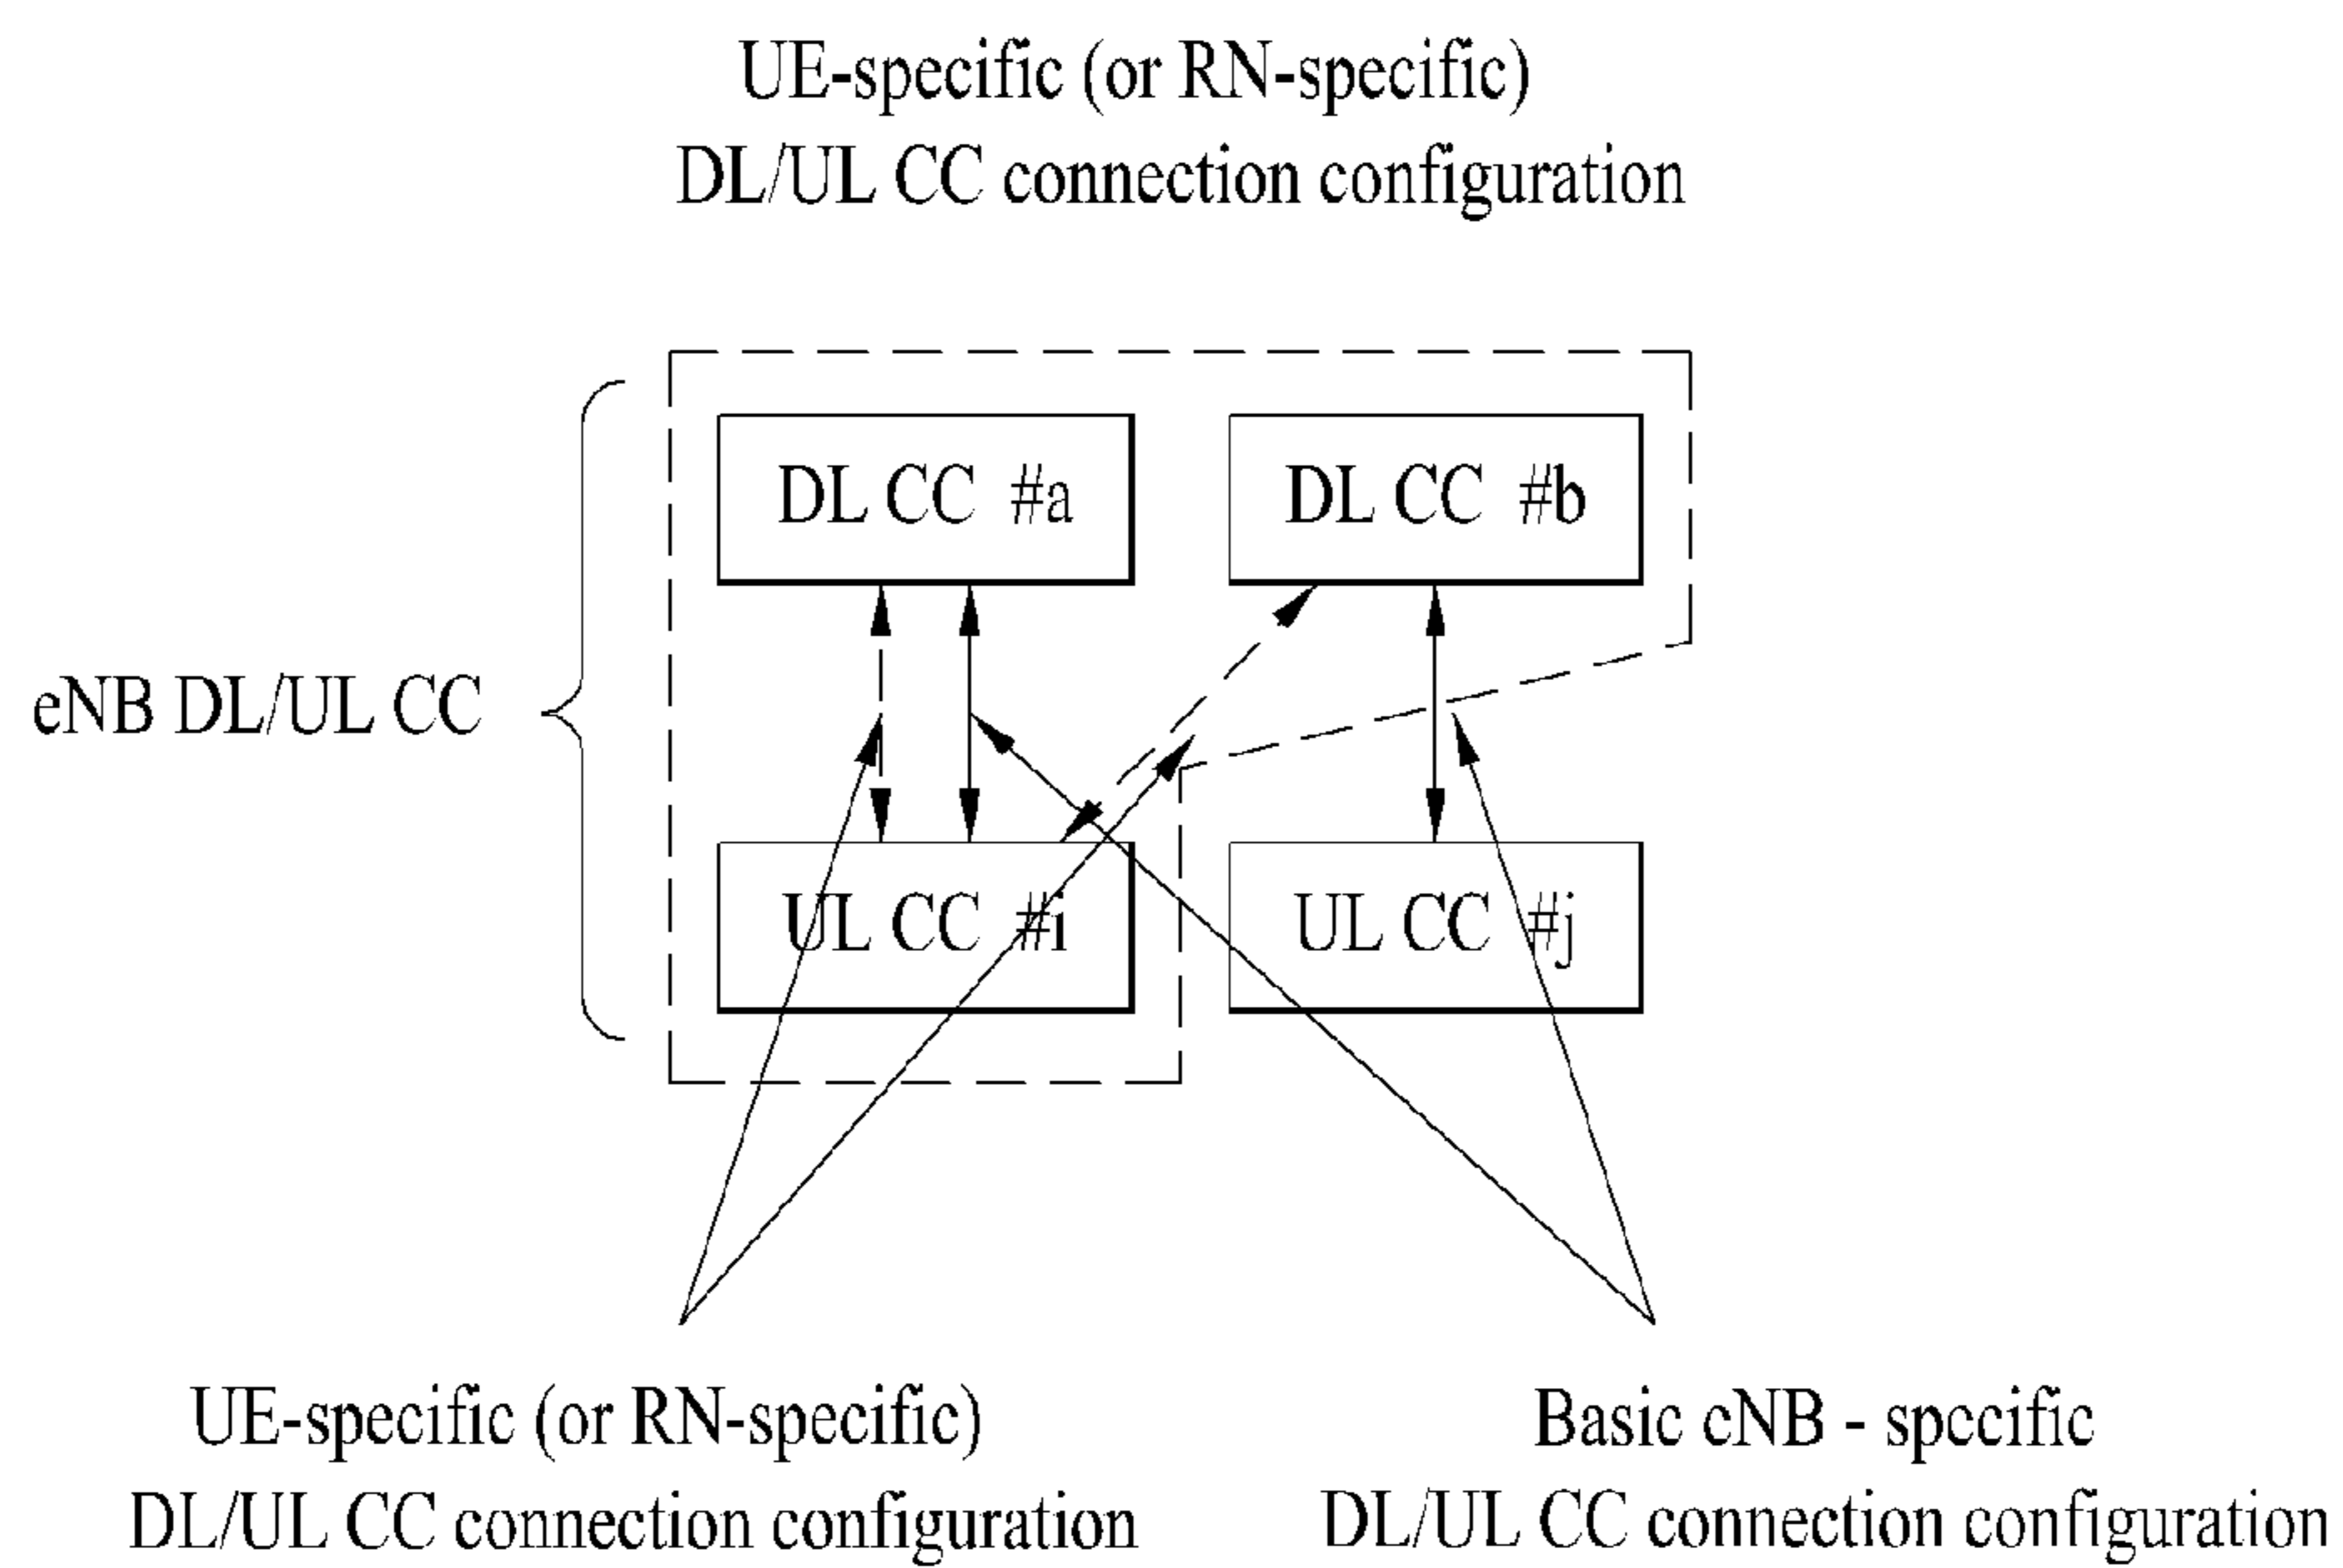 UE-specific (or RN-specific)
DL/UL CC connection configuration
DL CC #a
DL CC #b
eNB DL/UL CC
UL CC #i
UL CC #j
UE-specific (or RN-specific)
DL/UL CC connection configuration
Basic eNB - specific
DL/UL CC connection configuration